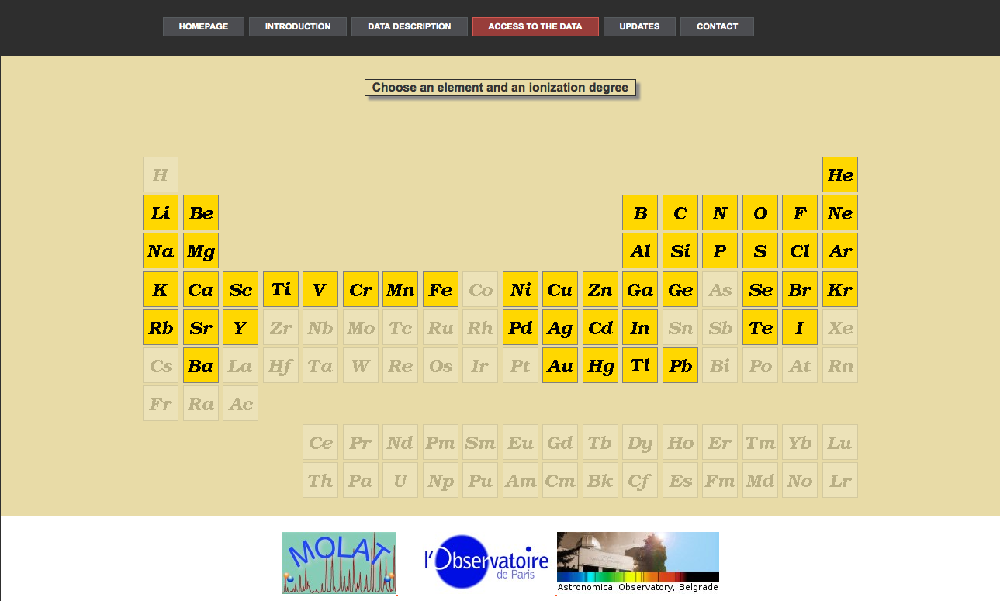 HOMEPAGE INTRODUCTION DATA DESCRIPTION ACCESS TO THE DATA UPDATES CONTACT
Choose an element and an ionization degree
H He
Li Be B C N O F Ne
Na Mg Al Si P S Cl Ar
K Ca Sc Ti V Cr Mn Fe Co Ni Cu Zn Ga Ge As Se Br Kr
Rb Sr Y Zr Nb Mo Tc Ru Rh Pd Ag Cd In Sn Sb Te I Xe
Cs Ba La Hf Ta W Re Os Ir Pt Au Hg Tl Pb Bi Po At Rn
Fr Ra Ac
Ce Pr Nd Pm Sm Eu Gd Tb Dy Ho Er Tm Yb Lu
Th Pa U Np Pu Am Cm Bk Cf Es Fm Md No Lr
MOLAT
l'Observatoire
de Paris
Astronomical Observatory, Belgrade